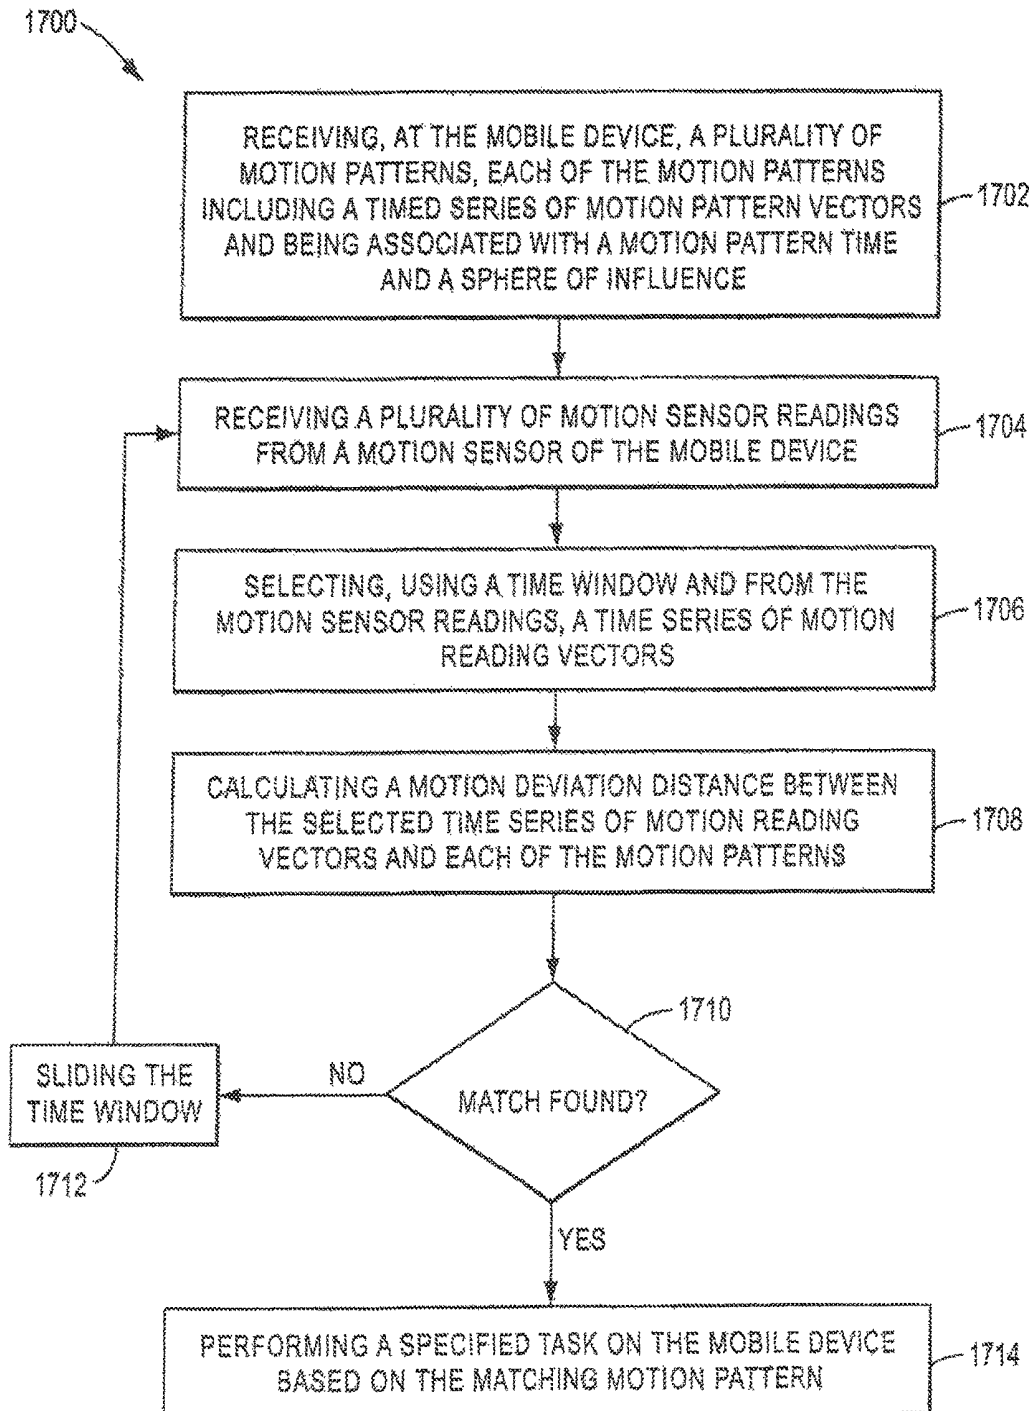 1700
RECEIVING, AT THE MOBILE DEVICE, A PLURALITY OF
MOTION PATTERNS, EACH OF THE MOTION PATTERNS
INCLUDING A TIMED SERIES OF MOTION PATTERN VECTORS
AND BEING ASSOCIATED WITH A MOTION PATTERN TIME
AND A SPHERE OF INFLUENCE
1702
RECEIVING A PLURALITY OF MOTION SENSOR READINGS
FROM A MOTION SENSOR OF THE MOBILE DEVICE
1704
SELECTING, USING A TIME WINDOW AND FROM THE
MOTION SENSOR READINGS, A TIME SERIES OF MOTION
READING VECTORS
1706
CALCULATING A MOTION DEVIATION DISTANCE BETWEEN
THE SELECTED TIME SERIES OF MOTION READING
VECTORS AND EACH OF THE MOTION PATTERNS
1708
1710
MATCH FOUND?
NO
SLIDING THE
TIME WINDOW
1712
YES
PERFORMING A SPECIFIED TASK ON THE MOBILE DEVICE
BASED ON THE MATCHING MOTION PATTERN
1714